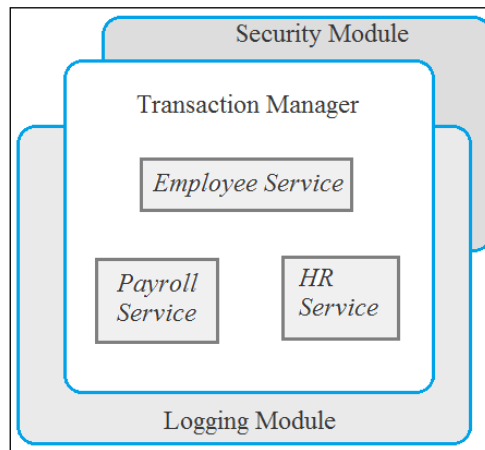 Security Module
Transaction Manager
Employee Service
Payroll
Service
HR
Service
Logging Module